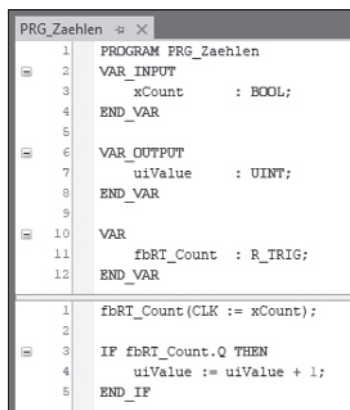 PRG_Zaehlen
1 PROGRAM PRG_Zaehlen
2 VAR_INPUT
3 xCount : BOOL;
4 END_VAR
5
6 VAR_OUTPUT
7 uiValue : UINT;
8 END_VAR
9
10 VAR
11 fbRT_Count : R_TRIG;
12 END_VAR
1 fbRT_Count(CLK := xCount);
2
3 IF fbRT_Count.Q THEN
4 uiValue := uiValue + 1;
5 END_IF